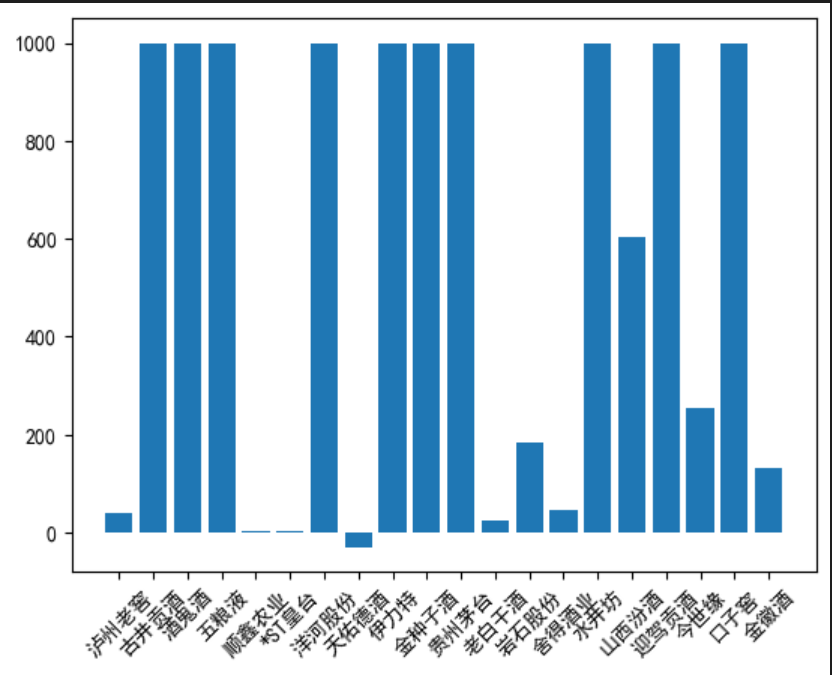 1000
800
600
400
200
0
泸州老窖
古井贡酒
酒鬼酒
五粮液
顺鑫农业
*ST皇台
洋河股份
天佑德酒
伊力特
金种子酒
贵州茅台
老白干酒
岩石股份
舍得酒业
水井坊
山西汾酒
迎驾贡酒
今世缘
口子窖
金徽酒